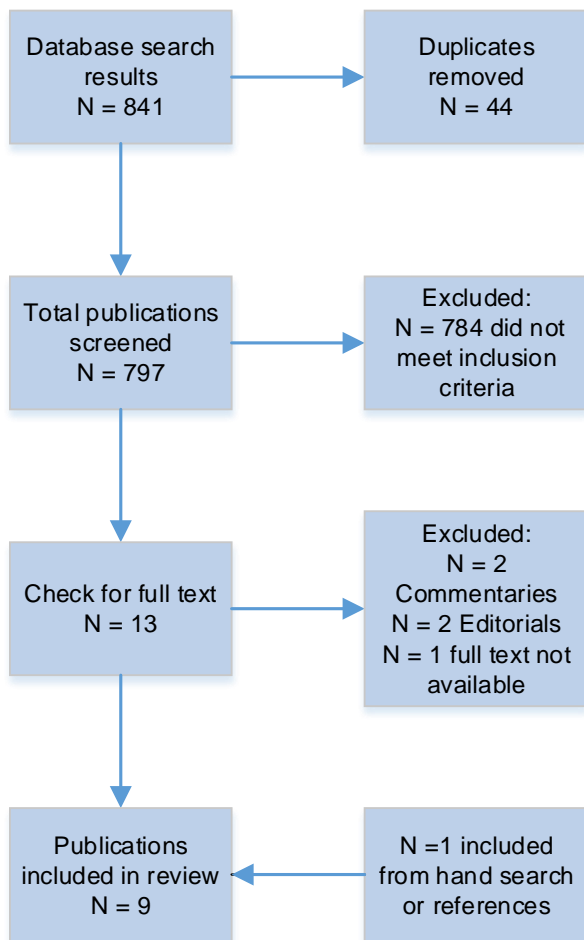 Database search
results
N = 841
Duplicates
removed
N = 44
Total publications
screened
N = 797
Excluded:
N = 784 did not
meet inclusion
criteria
Check for full text
N = 13
Excluded:
N = 2
Commentaries
N = 2 Editorials
N = 1 full text not
available
Publications
included in review
N = 9
N =1 included
from hand search
or references